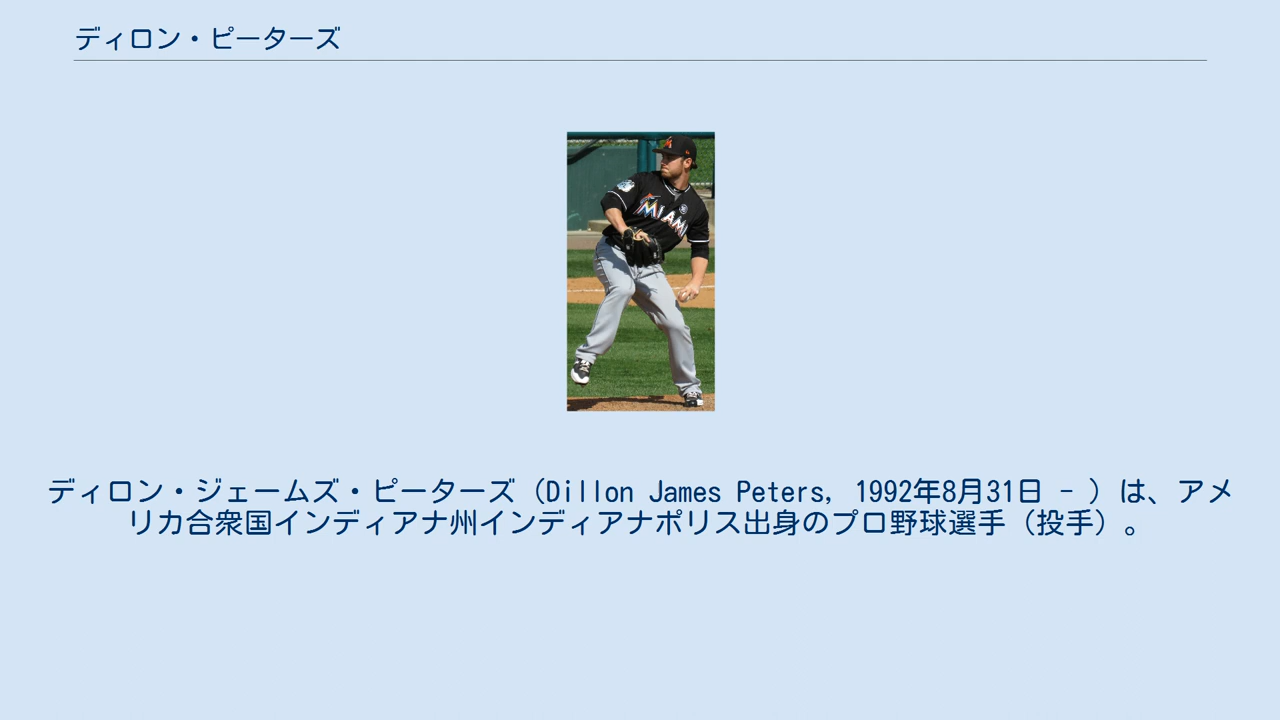 ディロン・ピーターズ
MIAMI
ディロン・ジェームズ・ピーターズ（Dillon James Peters, 1992年8月31日 - ）は、アメ
リカ合衆国インディアナ州インディアナポリス出身のプロ野球選手（投手）。